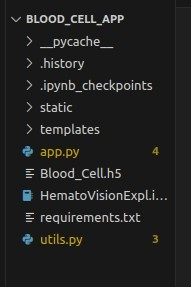 BLOOD_CELL_APP
__pycache__
.history
.ipynb_checkpoints
static
templates
app.py 4
Blood_Cell.h5
HematoVisionExpl.i...
requirements.txt
utils.py 3